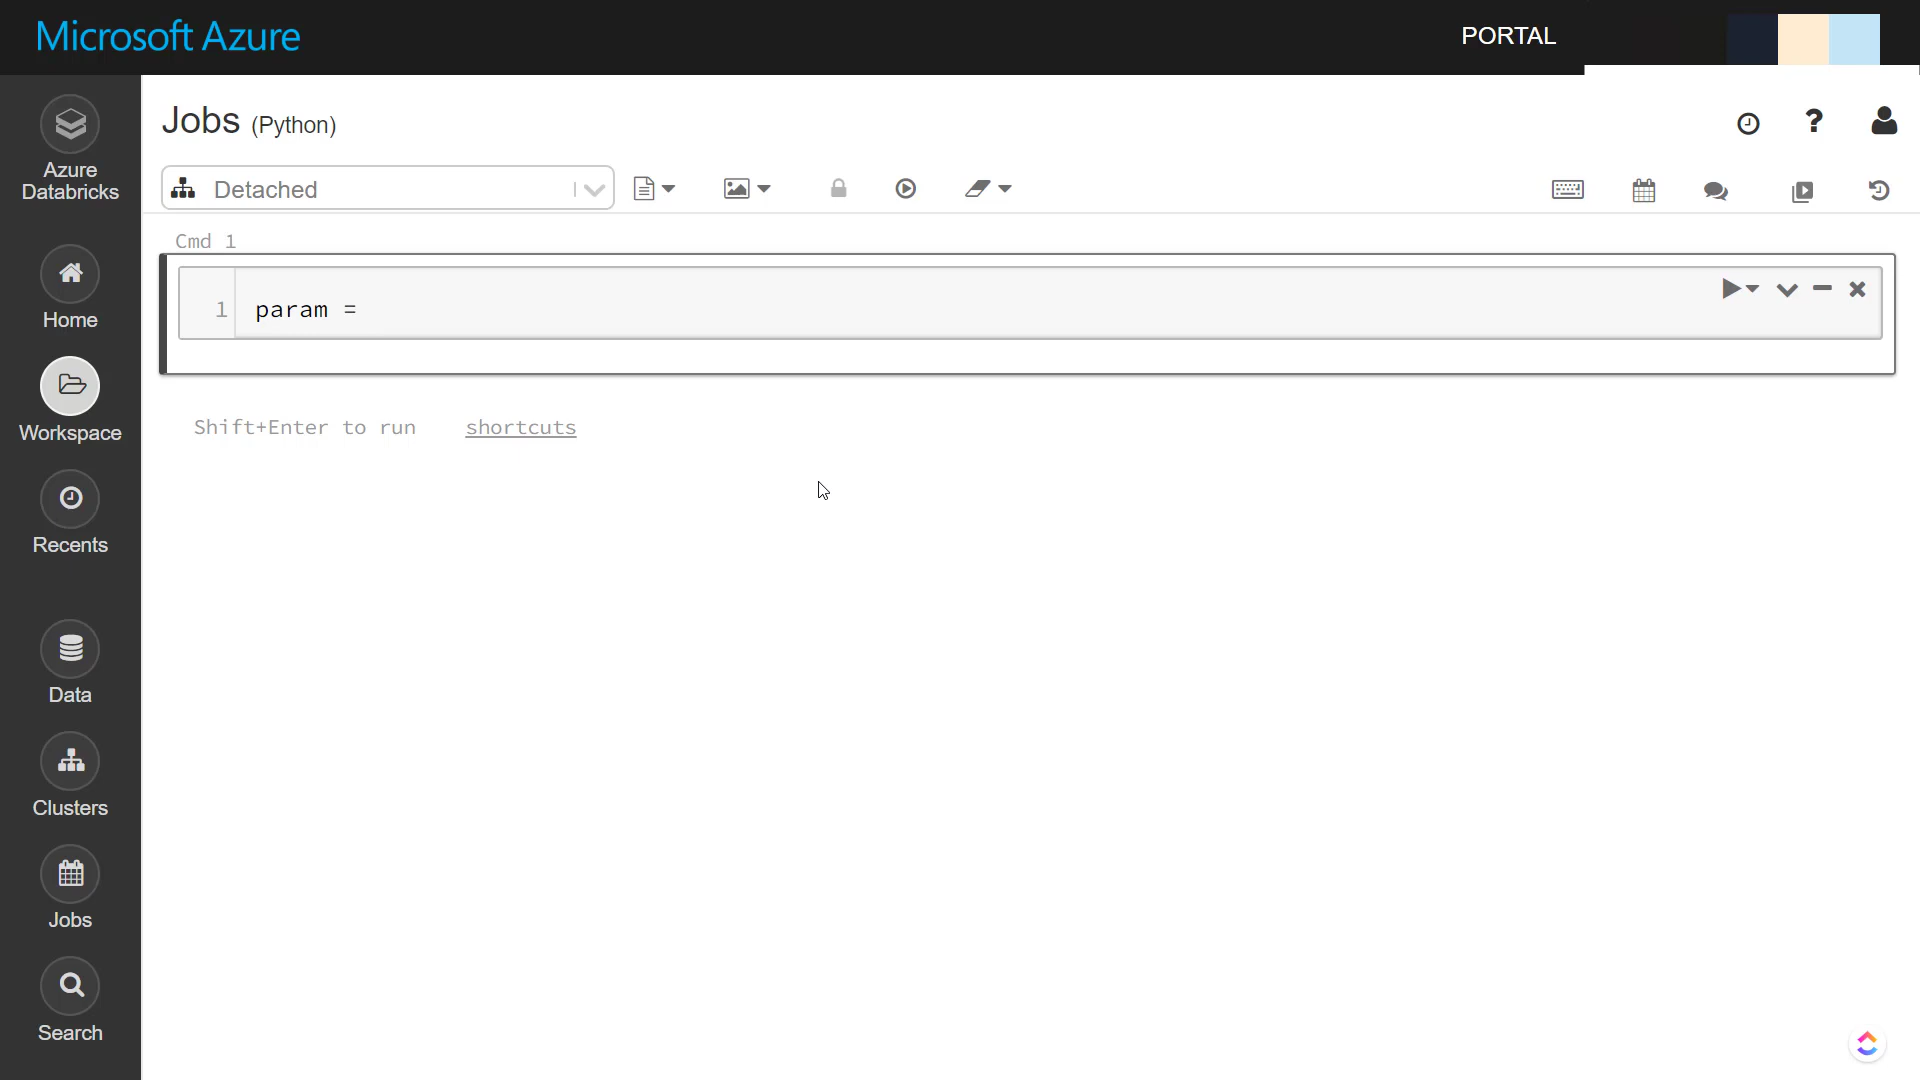 Microsoft Azure
PORTAL
Azure
Databricks
Home
Workspace
Recents
Data
Clusters
Jobs
Search
Jobs (Python)
Detached
Cmd 1
1 param =
Shift+Enter to run shortcuts